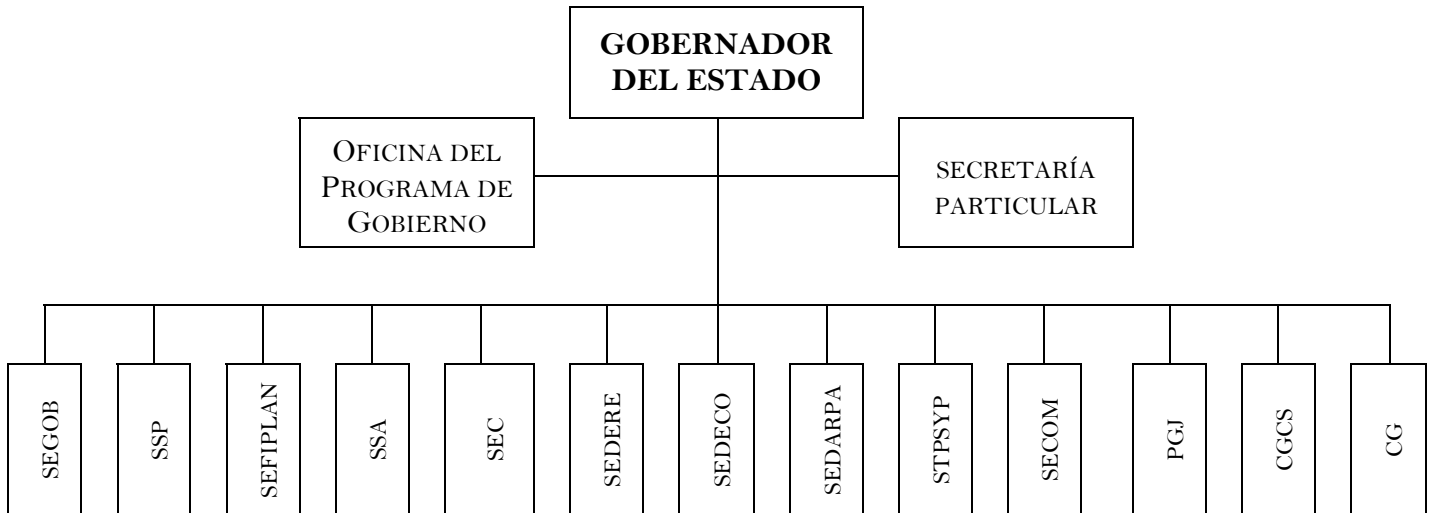 GOBERNADOR
DEL ESTADO
OFICINA DEL
PROGRAMA DE
GOBIERNO
SECRETARÍA
PARTICULAR
SEGOB
SSP
SEFIPLAN
SSA
SEC
SEDERE
SEDECO
SEDARPA
STPSYP
SECOM
PGJ
CGCS
CG